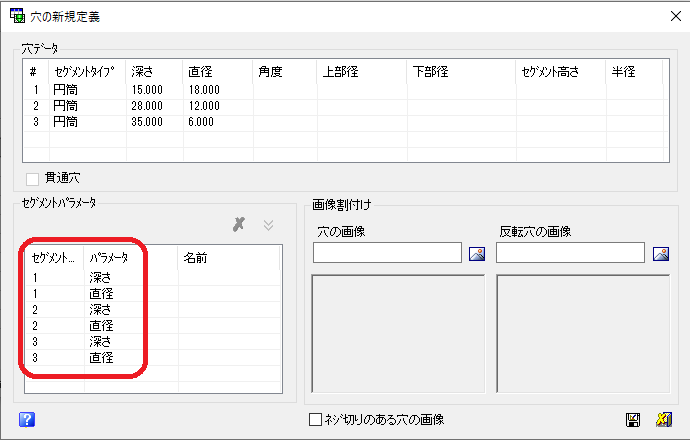 穴の新規定義
穴データ
# ｾｸﾞﾒﾝﾄﾀｲﾌﾟ 深さ 直径 角度 上部径 下部径 ｾｸﾞﾒﾝﾄ高さ 半径
1 円筒 15.000 18.000
2 円筒 28.000 12.000
3 円筒 35.000 6.000
貫通穴
ｾｸﾞﾒﾝﾄﾊﾟﾗﾒｰﾀ
ｾｸﾞﾒﾝﾄ... ﾊﾟﾗﾒｰﾀ 名前
1 深さ
1 直径
2 深さ
2 直径
3 深さ
3 直径
画像割付け
穴の画像 反転穴の画像
ネジ切りのある穴の画像